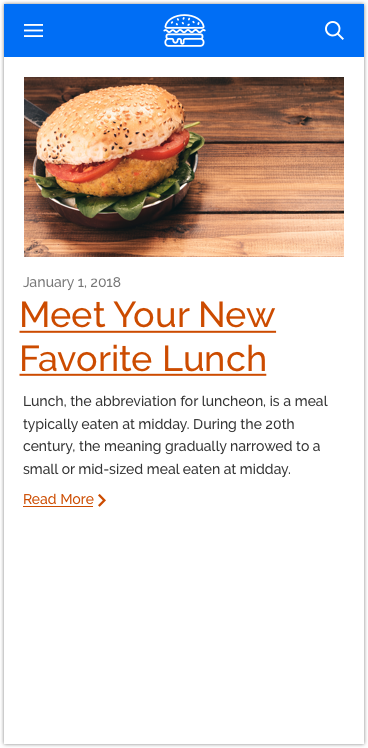 January 1, 2018
Meet Your New
Favorite Lunch
Lunch, the abbreviation for luncheon, is a meal
typically eaten at midday. During the 20th
century, the meaning gradually narrowed to a
small or mid-sized meal eaten at midday.
Read More